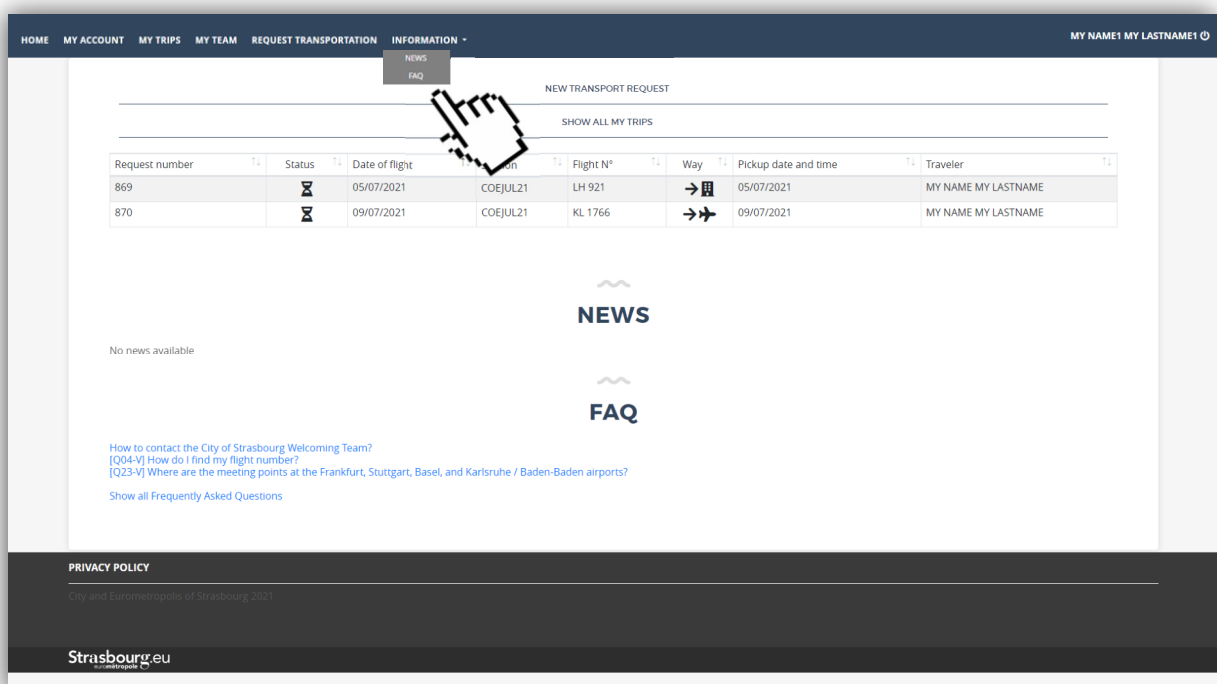 HOME MY ACCOUNT MY TRIPS MY TEAM REQUEST TRANSPORTATION INFORMATION MY NAME1 MY LASTNAME1
NEWS
FAQ
NEW TRANSPORT REQUEST
SHOW ALL MY TRIPS
Request number Status Date of flight Flight N° Way Pickup date and time Traveler
869 05/07/2021 COEJUL21 LH 921 05/07/2021 MY NAME MY LASTNAME
870 09/07/2021 COEJUL21 KL 1766 09/07/2021 MY NAME MY LASTNAME
NEWS
No news available
FAQ
How to contact the City of Strasbourg Welcoming Team?
[Q04-V] How do I find my flight number?
[Q23-V] Where are the meeting points at the Frankfurt, Stuttgart, Basel, and Karlsruhe / Baden-Baden airports?
Show all Frequently Asked Questions
PRIVACY POLICY
City and Eurometropolis of Strasbourg 2021
Strasbourg.eu
eurométropole